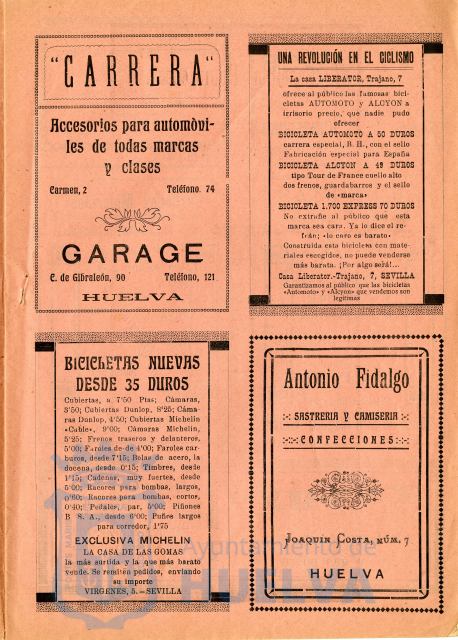 "CARRERA"
Accesorios para automòvi-
les de todas marcas
y clases
Carmen, 2 Teléfono. 74
GARAGE
C. de Gibraleón, 90 Teléfono, 121
HUELVA
UNA REVOLUCIÓN EN EL CICLISMO
La casa LIBERATOR, Trajano, 7
ofrece al público las famosas bici-
cletas AUTOMOTO y ALCYON a
irrisorio precio, que nadie pudo
ofrecer
BICICLETA AUTOMOTO A 50 DUROS
carrera especial, B. H., con el sello
Fabricación especial para España
BICICLETA ALCYON A 49 DUROS
tipo Tour de France cuello alto
dos frenos, guardabarros y el sello
de «marca»
BICICLETA 1.700 EXPRESS 70 DUROS
No extrañe al púbico que esta
marca sea cara. Ya lo dice el re-
frán; «lo caro es barato»
Construida esta bicicleta con mate-
riales escogidos, no puede venderse
más barata. ¡Por algo será!...
Casa Liberator.-Trajano, 7, SEVILLA
Garantizamos al público que las bicicletas
«Automoto» y «Alcyon» que vendemos son
legítimas
BICICLETAS NUEVAS
DESDE 35 DUROS
Cubiertas, a 7'50 Ptas; Cámaras,
3'50; Cubiertas Dunlop, 8'25; Cáma-
ras Dunlop, 4'50; Cubiertas Michelin
«Cable», 9'00; Cámaras Michelin,
5'25; Frenos traseros y delanteros,
5'00; Faroles de-de 4'00; Faroles car-
buros, desde 7'15; Bolas de acero, la
docena, desde 0'15; Timbres, desde
1'15; Cadenas, muy fuertes, desde
5'00; Racores para bombas, largos,
0'60; Racores para bombas, cortos,
0'40; Pedales, par, 5'00; Piñones
B. S. A., desde 6'00; Puños largos
para corredor, 1'75
EXCLUSIVA MICHELIN
LA CASA DE LAS GOMAS
la más surtida y la que más barato
vende. Se remiten pedidos, enviando
su importe
VIRGENES, 5.—SEVILLA
Antonio Fidalgo
SASTRERIA Y CAMISERIA
CONFECCIONES
JOAQUIN COSTA, NÚM. 7
HUELVA
Ayuntamiento de
HUELVA